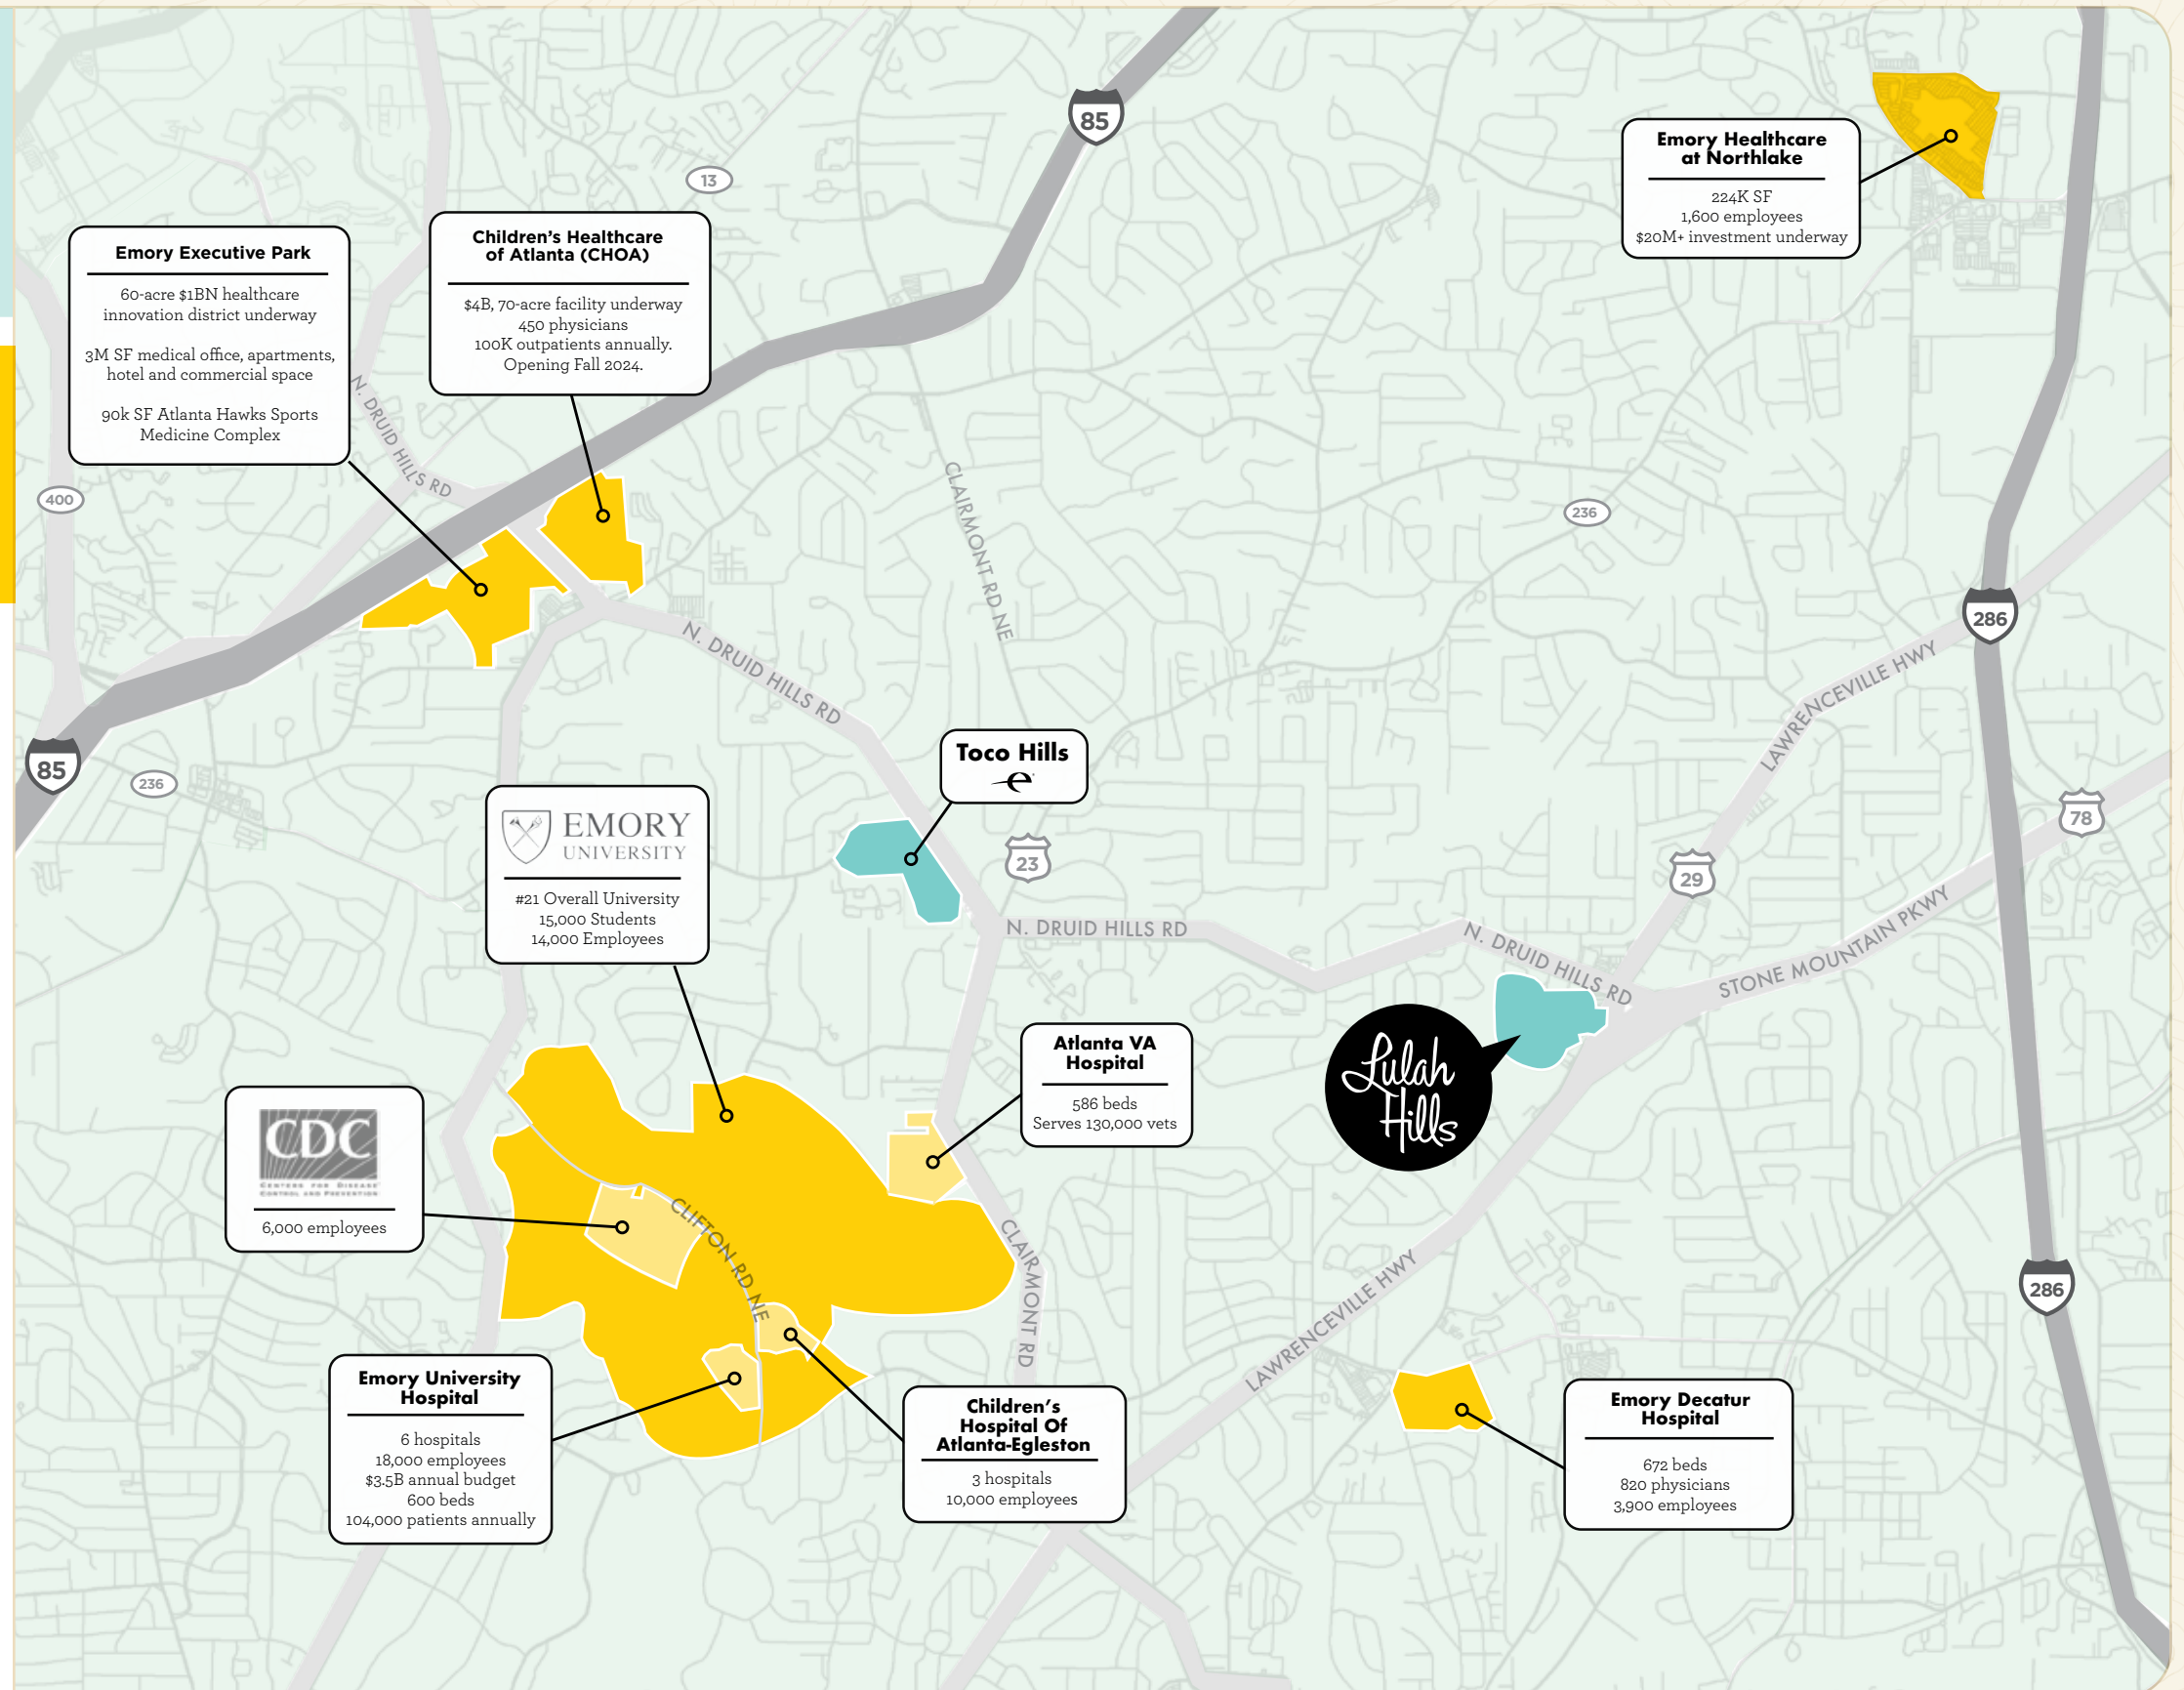 85
13
Emory Healthcare
at Northlake
224K SF
1,600 employees
$20M+ investment underway
Emory Executive Park
60-acre $1BN healthcare
innovation district underway
3M SF medical office, apartments,
hotel and commercial space
90k SF Atlanta Hawks Sports
Medicine Complex
Children's Healthcare
of Atlanta (CHOA)
$4B, 70-acre facility underway
450 physicians
100K outpatients annually.
Opening Fall 2024.
N. DRUID HILLS RD
400
CLAIRMONT RD NE
236
286
N. DRUID HILLS RD
LAWRENCEVILLE HWY
85
236
Toco Hills
e
78
EMORY
UNIVERSITY
#21 Overall University
15,000 Students
14,000 Employees
23
29
N. DRUID HILLS RD
N. DRUID HILLS RD
STONE MOUNTAIN PKWY
Lulah
Hills
Atlanta VA
Hospital
586 beds
Serves 130,000 vets
CDC
CENTERS FOR DISEASE
CONTROL AND PREVENTION
6,000 employees
CLIFTON RD NE
CLAIRMONT RD
LAWRENCEVILLE HWY
286
Emory University
Hospital
6 hospitals
18,000 employees
$3.5B annual budget
600 beds
104,000 patients annually
Children's
Hospital Of
Atlanta-Egleston
3 hospitals
10,000 employees
Emory Decatur
Hospital
672 beds
820 physicians
3,900 employees